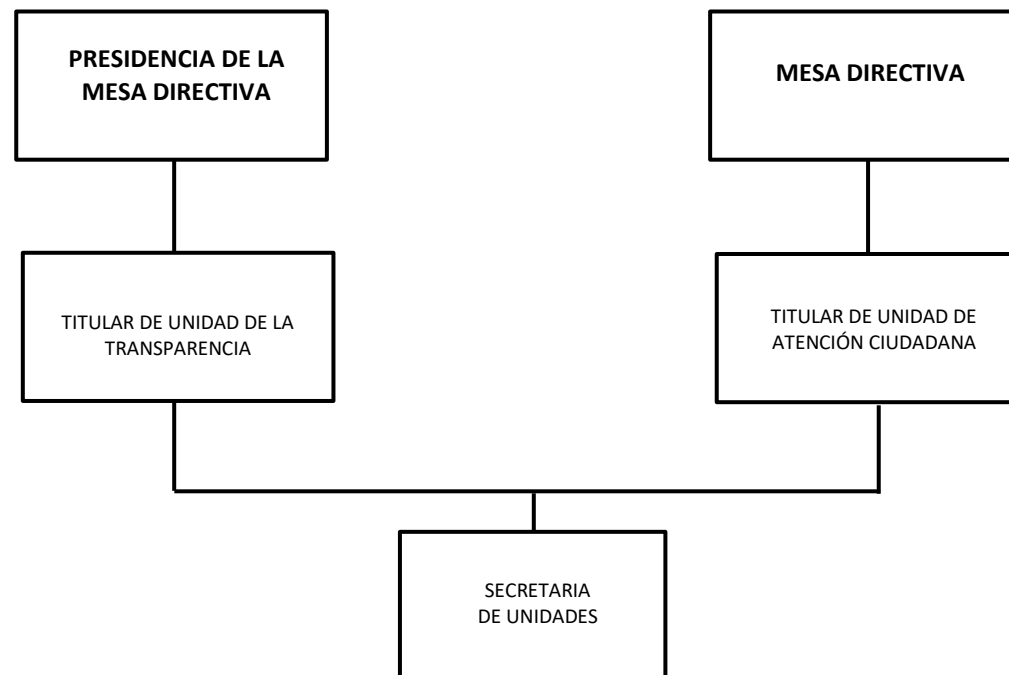 PRESIDENCIA DE LA
MESA DIRECTIVA
MESA DIRECTIVA
TITULAR DE UNIDAD DE LA
TRANSPARENCIA
TITULAR DE UNIDAD DE
ATENCIÓN CIUDADANA
SECRETARIA
DE UNIDADES